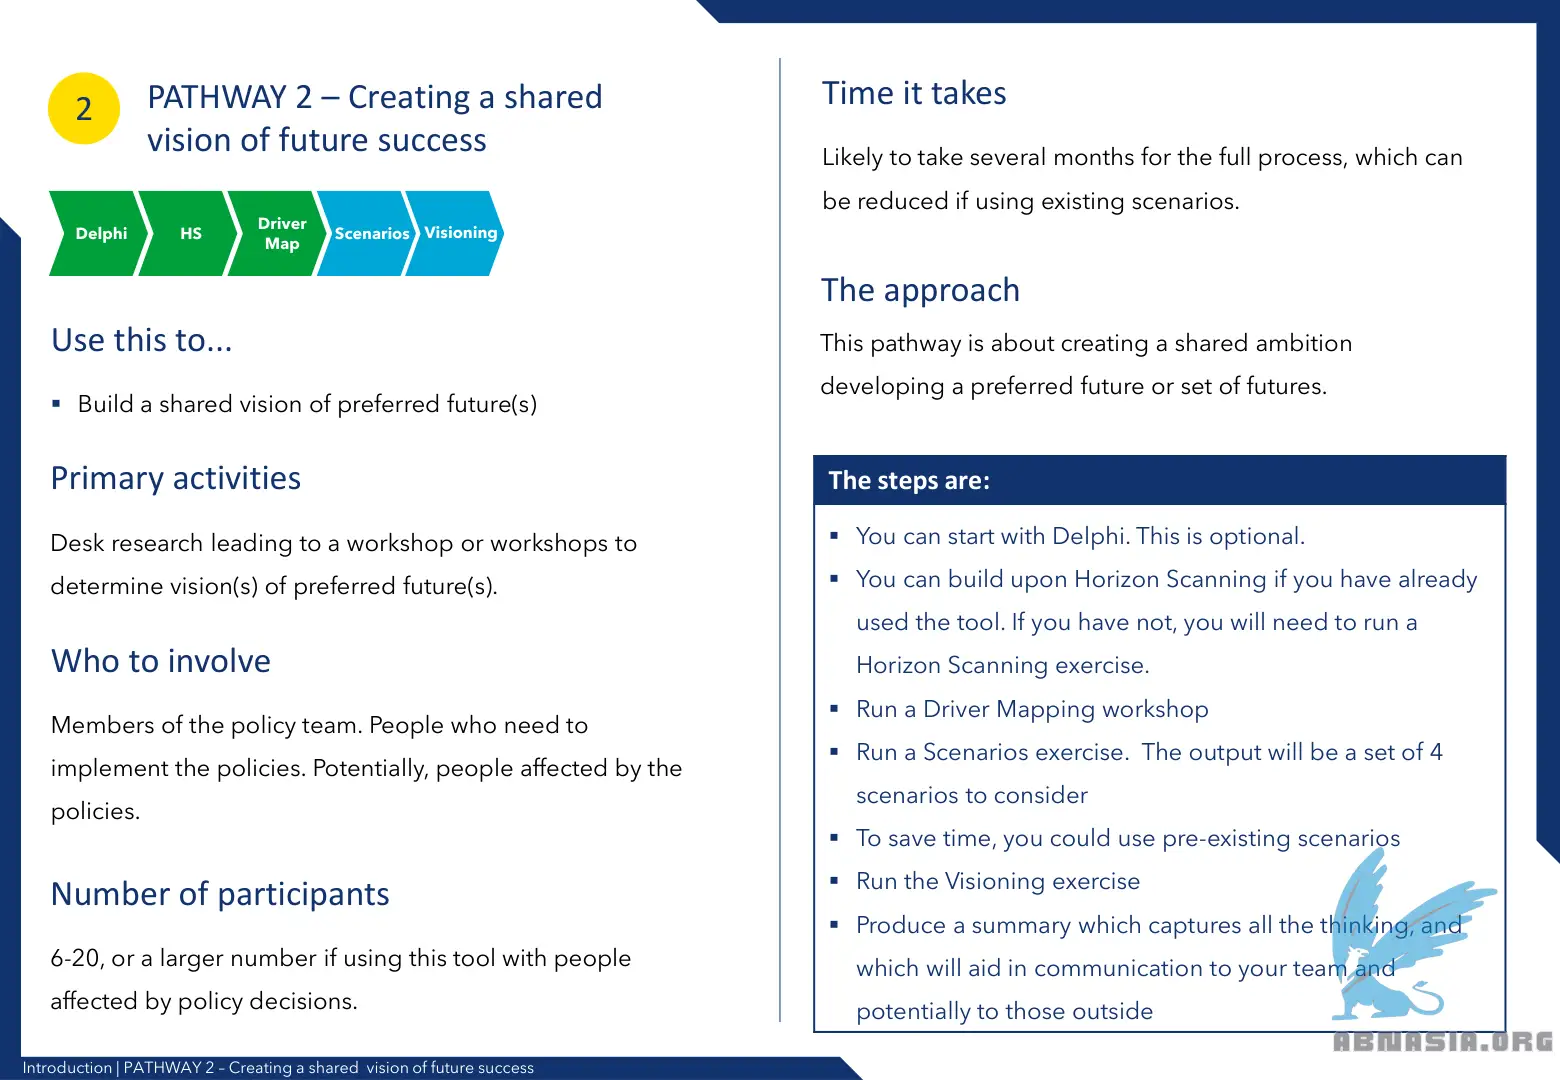 2
PATHWAY 2 – Creating a shared
vision of future success
Delphi
HS
Driver
Map
Scenarios
Visioning
Use this to...
▪ Build a shared vision of preferred future(s)
Primary activities
Desk research leading to a workshop or workshops to
determine vision(s) of preferred future(s).
Who to involve
Members of the policy team. People who need to
implement the policies. Potentially, people affected by the
policies.
Number of participants
6-20, or a larger number if using this tool with people
affected by policy decisions.
Time it takes
Likely to take several months for the full process, which can
be reduced if using existing scenarios.
The approach
This pathway is about creating a shared ambition
developing a preferred future or set of futures.
The steps are:
▪ You can start with Delphi. This is optional.
▪ You can build upon Horizon Scanning if you have already
used the tool. If you have not, you will need to run a
Horizon Scanning exercise.
▪ Run a Driver Mapping workshop
▪ Run a Scenarios exercise.  The output will be a set of 4
scenarios to consider
▪ To save time, you could use pre-existing scenarios
▪ Run the Visioning exercise
▪ Produce a summary which captures all the thinking, and
which will aid in communication to your team and
potentially to those outside
ABNASIA.ORG
Introduction | PATHWAY 2 – Creating a shared  vision of future success